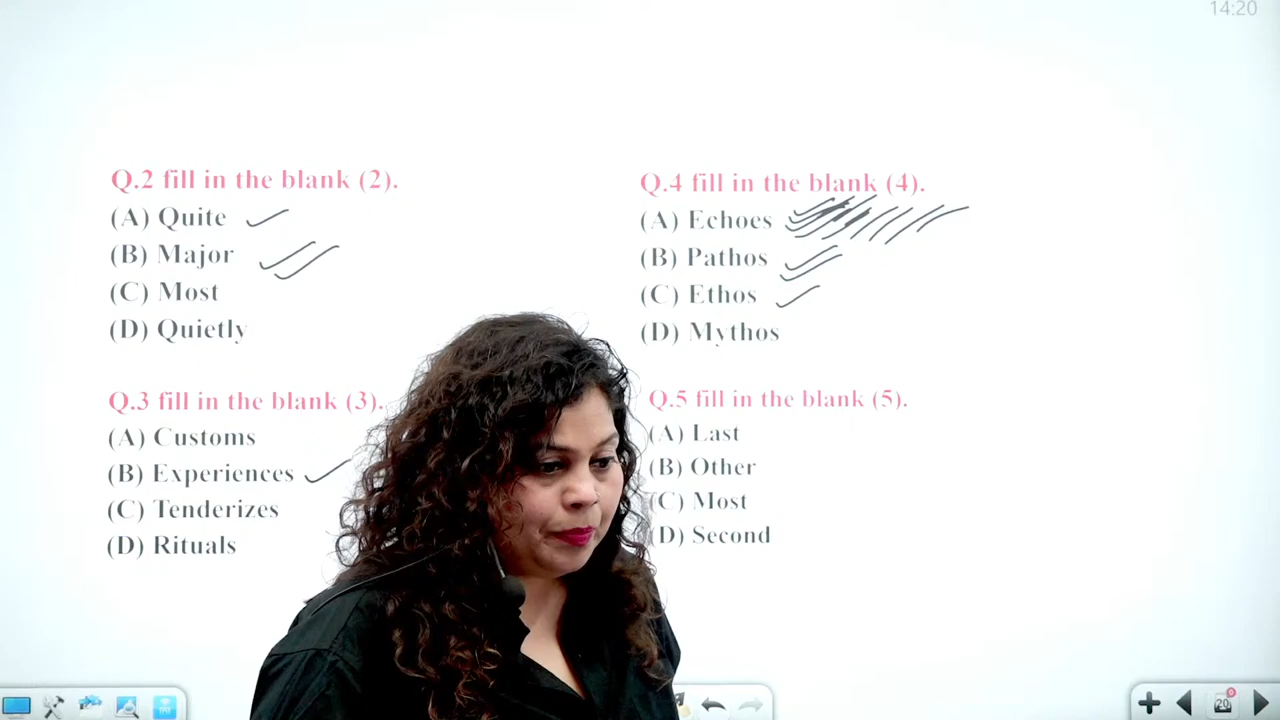 14:20
Q.2 fill in the blank (2).
(A) Quite
(B) Major
(C) Most
(D) Quietly
Q.3 fill in the blank (3).
(A) Customs
(B) Experiences
(C) Tenderizes
(D) Rituals
Q.4 fill in the blank (4).
(A) Echoes
(B) Pathos
(C) Ethos
(D) Mythos
Q.5 fill in the blank (5).
(A) Last
(B) Other
(C) Most
(D) Second
20